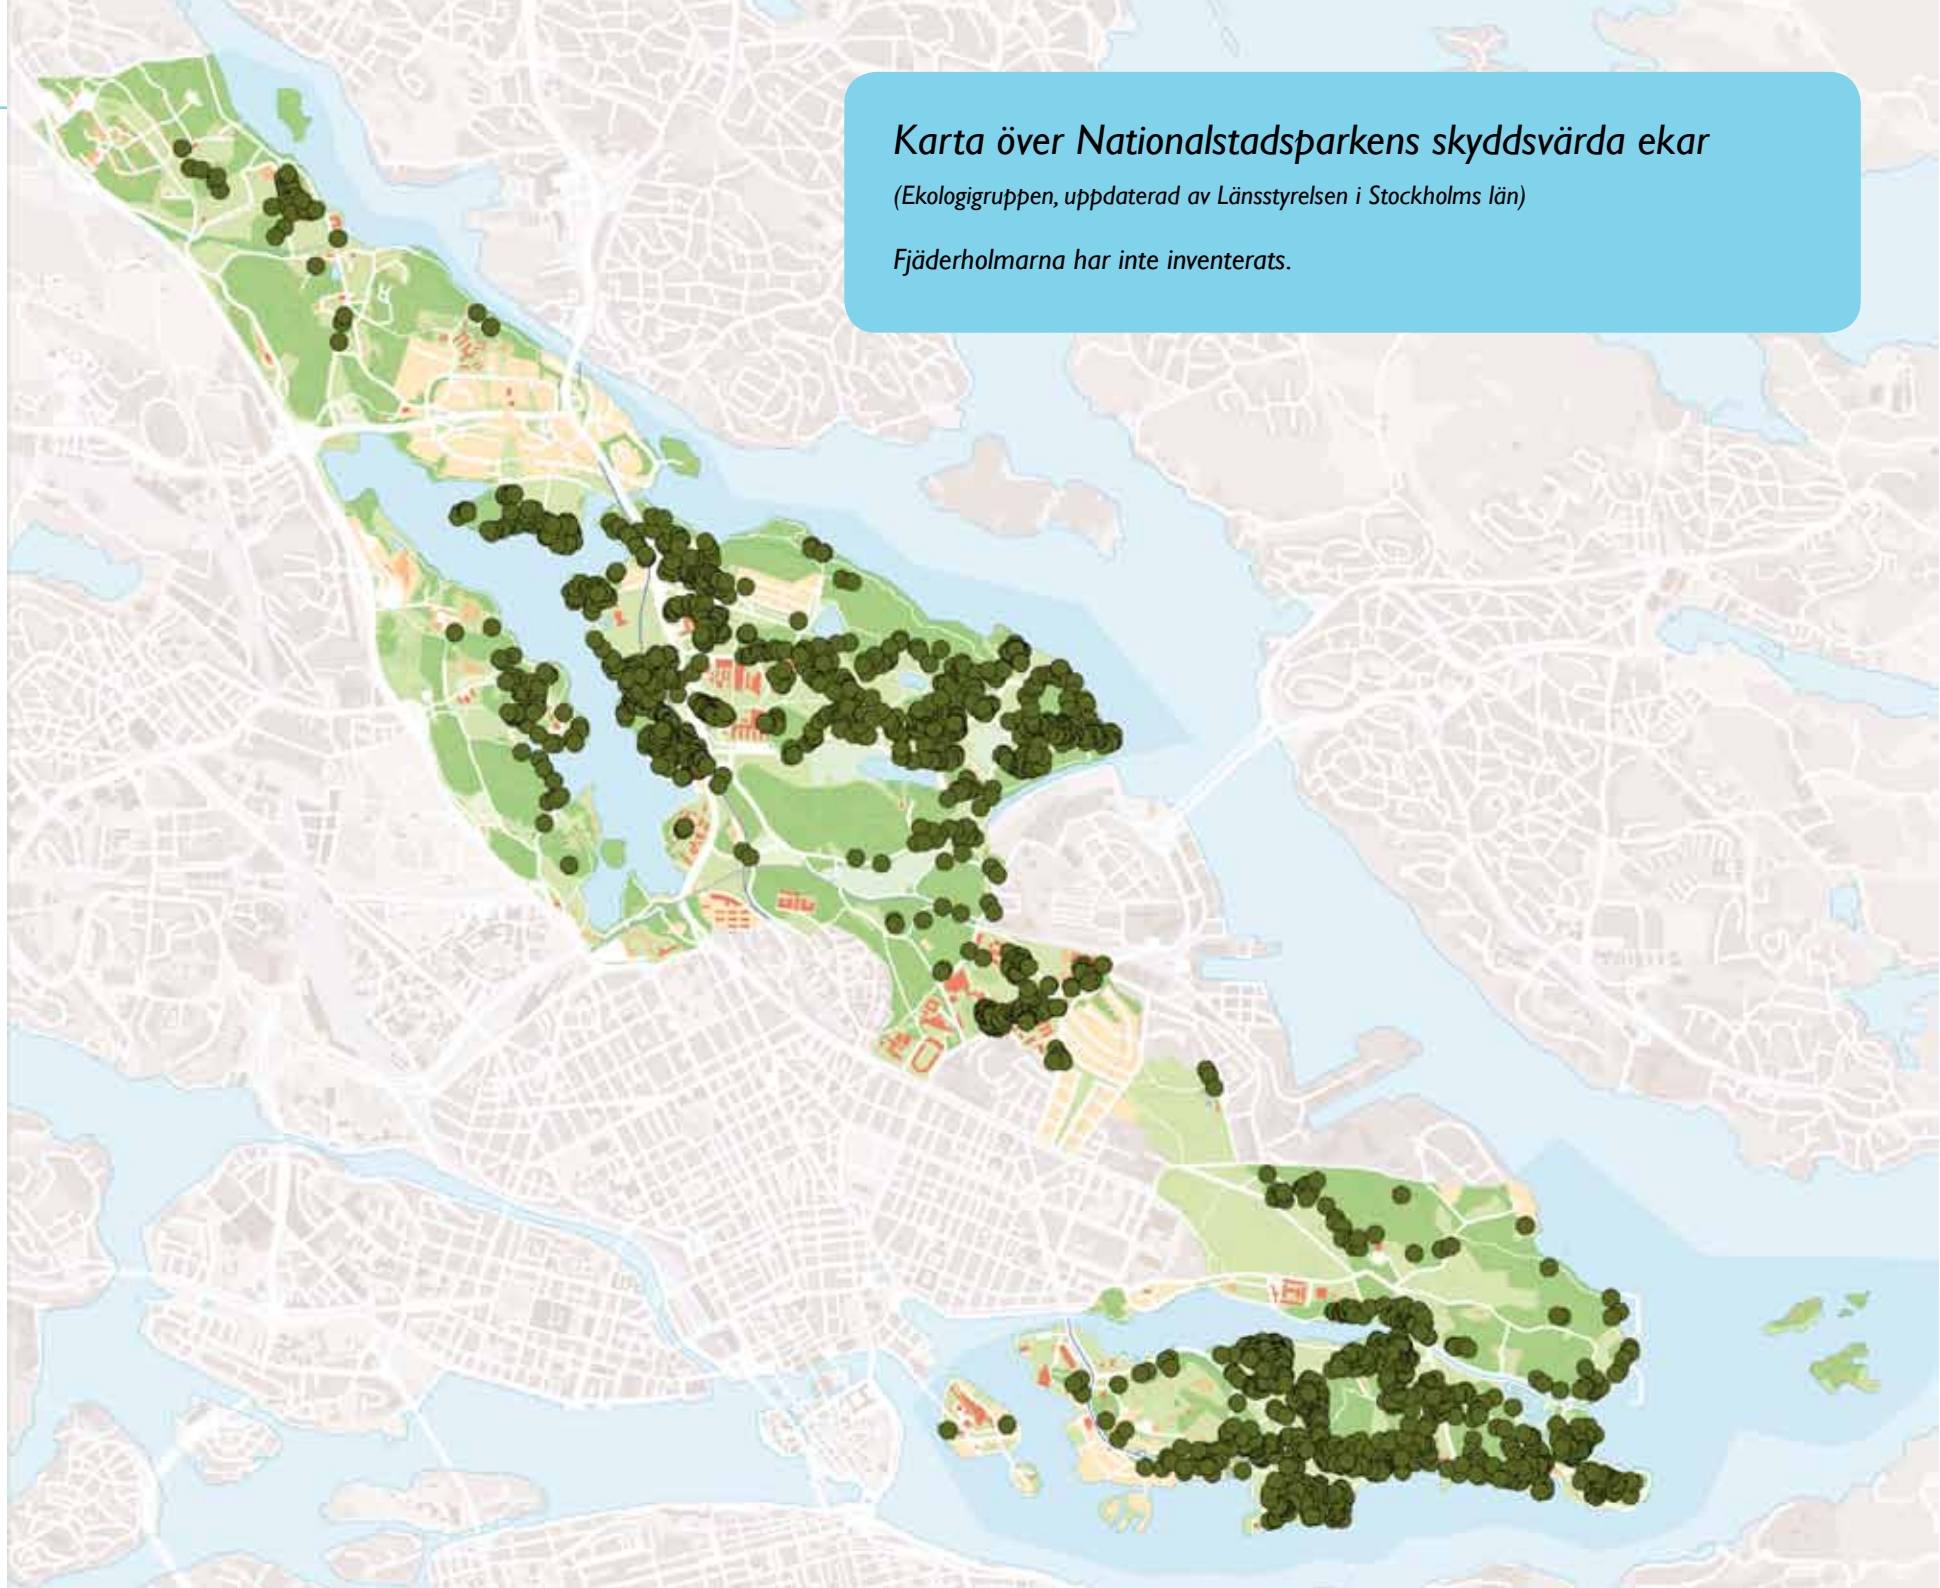 Karta över Nationalstadsparkens skyddsvärda ekar
(Ekologigruppen, uppdaterad av Länsstyrelsen i Stockholms län)
Fjäderholmarna har inte inventerats.